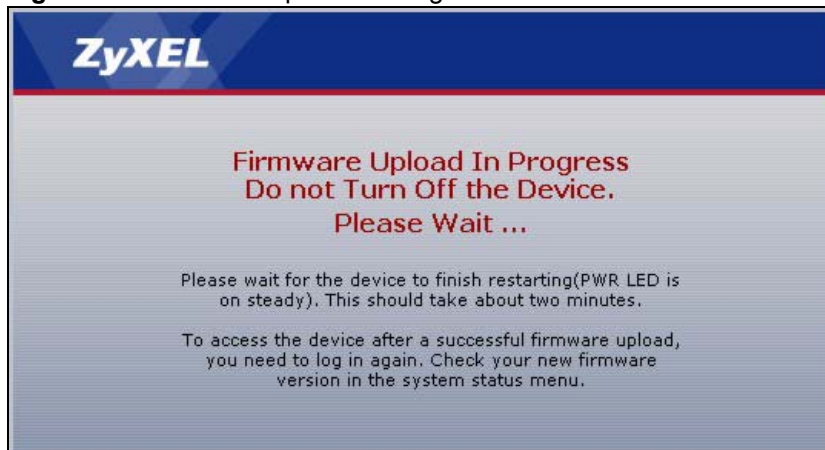 ZyXEL
Firmware Upload In Progress
Do not Turn Off the Device.
Please Wait ...
Please wait for the device to finish restarting(PWR LED is
on steady). This should take about two minutes.
To access the device after a successful firmware upload,
you need to log in again. Check your new firmware
version in the system status menu.